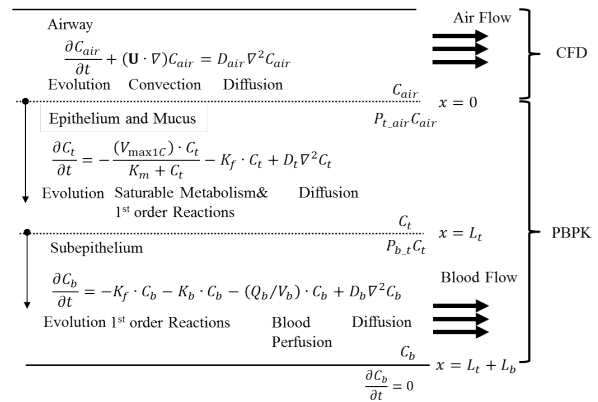 Airway
Air Flow
∂C_air/∂t + (U · ∇)C_air = D_air∇²C_air
CFD
Evolution Convection Diffusion
C_air
x = 0
Epithelium and Mucus
P_t_air C_air
∂C_t/∂t = −(V_max1C) · C_t/(K_m + C_t) − K_f · C_t + D_t∇²C_t
Evolution Saturable Metabolism& Diffusion
1st order Reactions
C_t
x = L_t
PBPK
Subepithelium
P_b_t C_t
Blood Flow
∂C_b/∂t = −K_f · C_b − K_b · C_b − (Q_b/V_b) · C_b + D_b∇²C_b
Evolution 1st order Reactions Blood Diffusion
Perfusion
C_b
x = L_t + L_b
∂C_b/∂t = 0